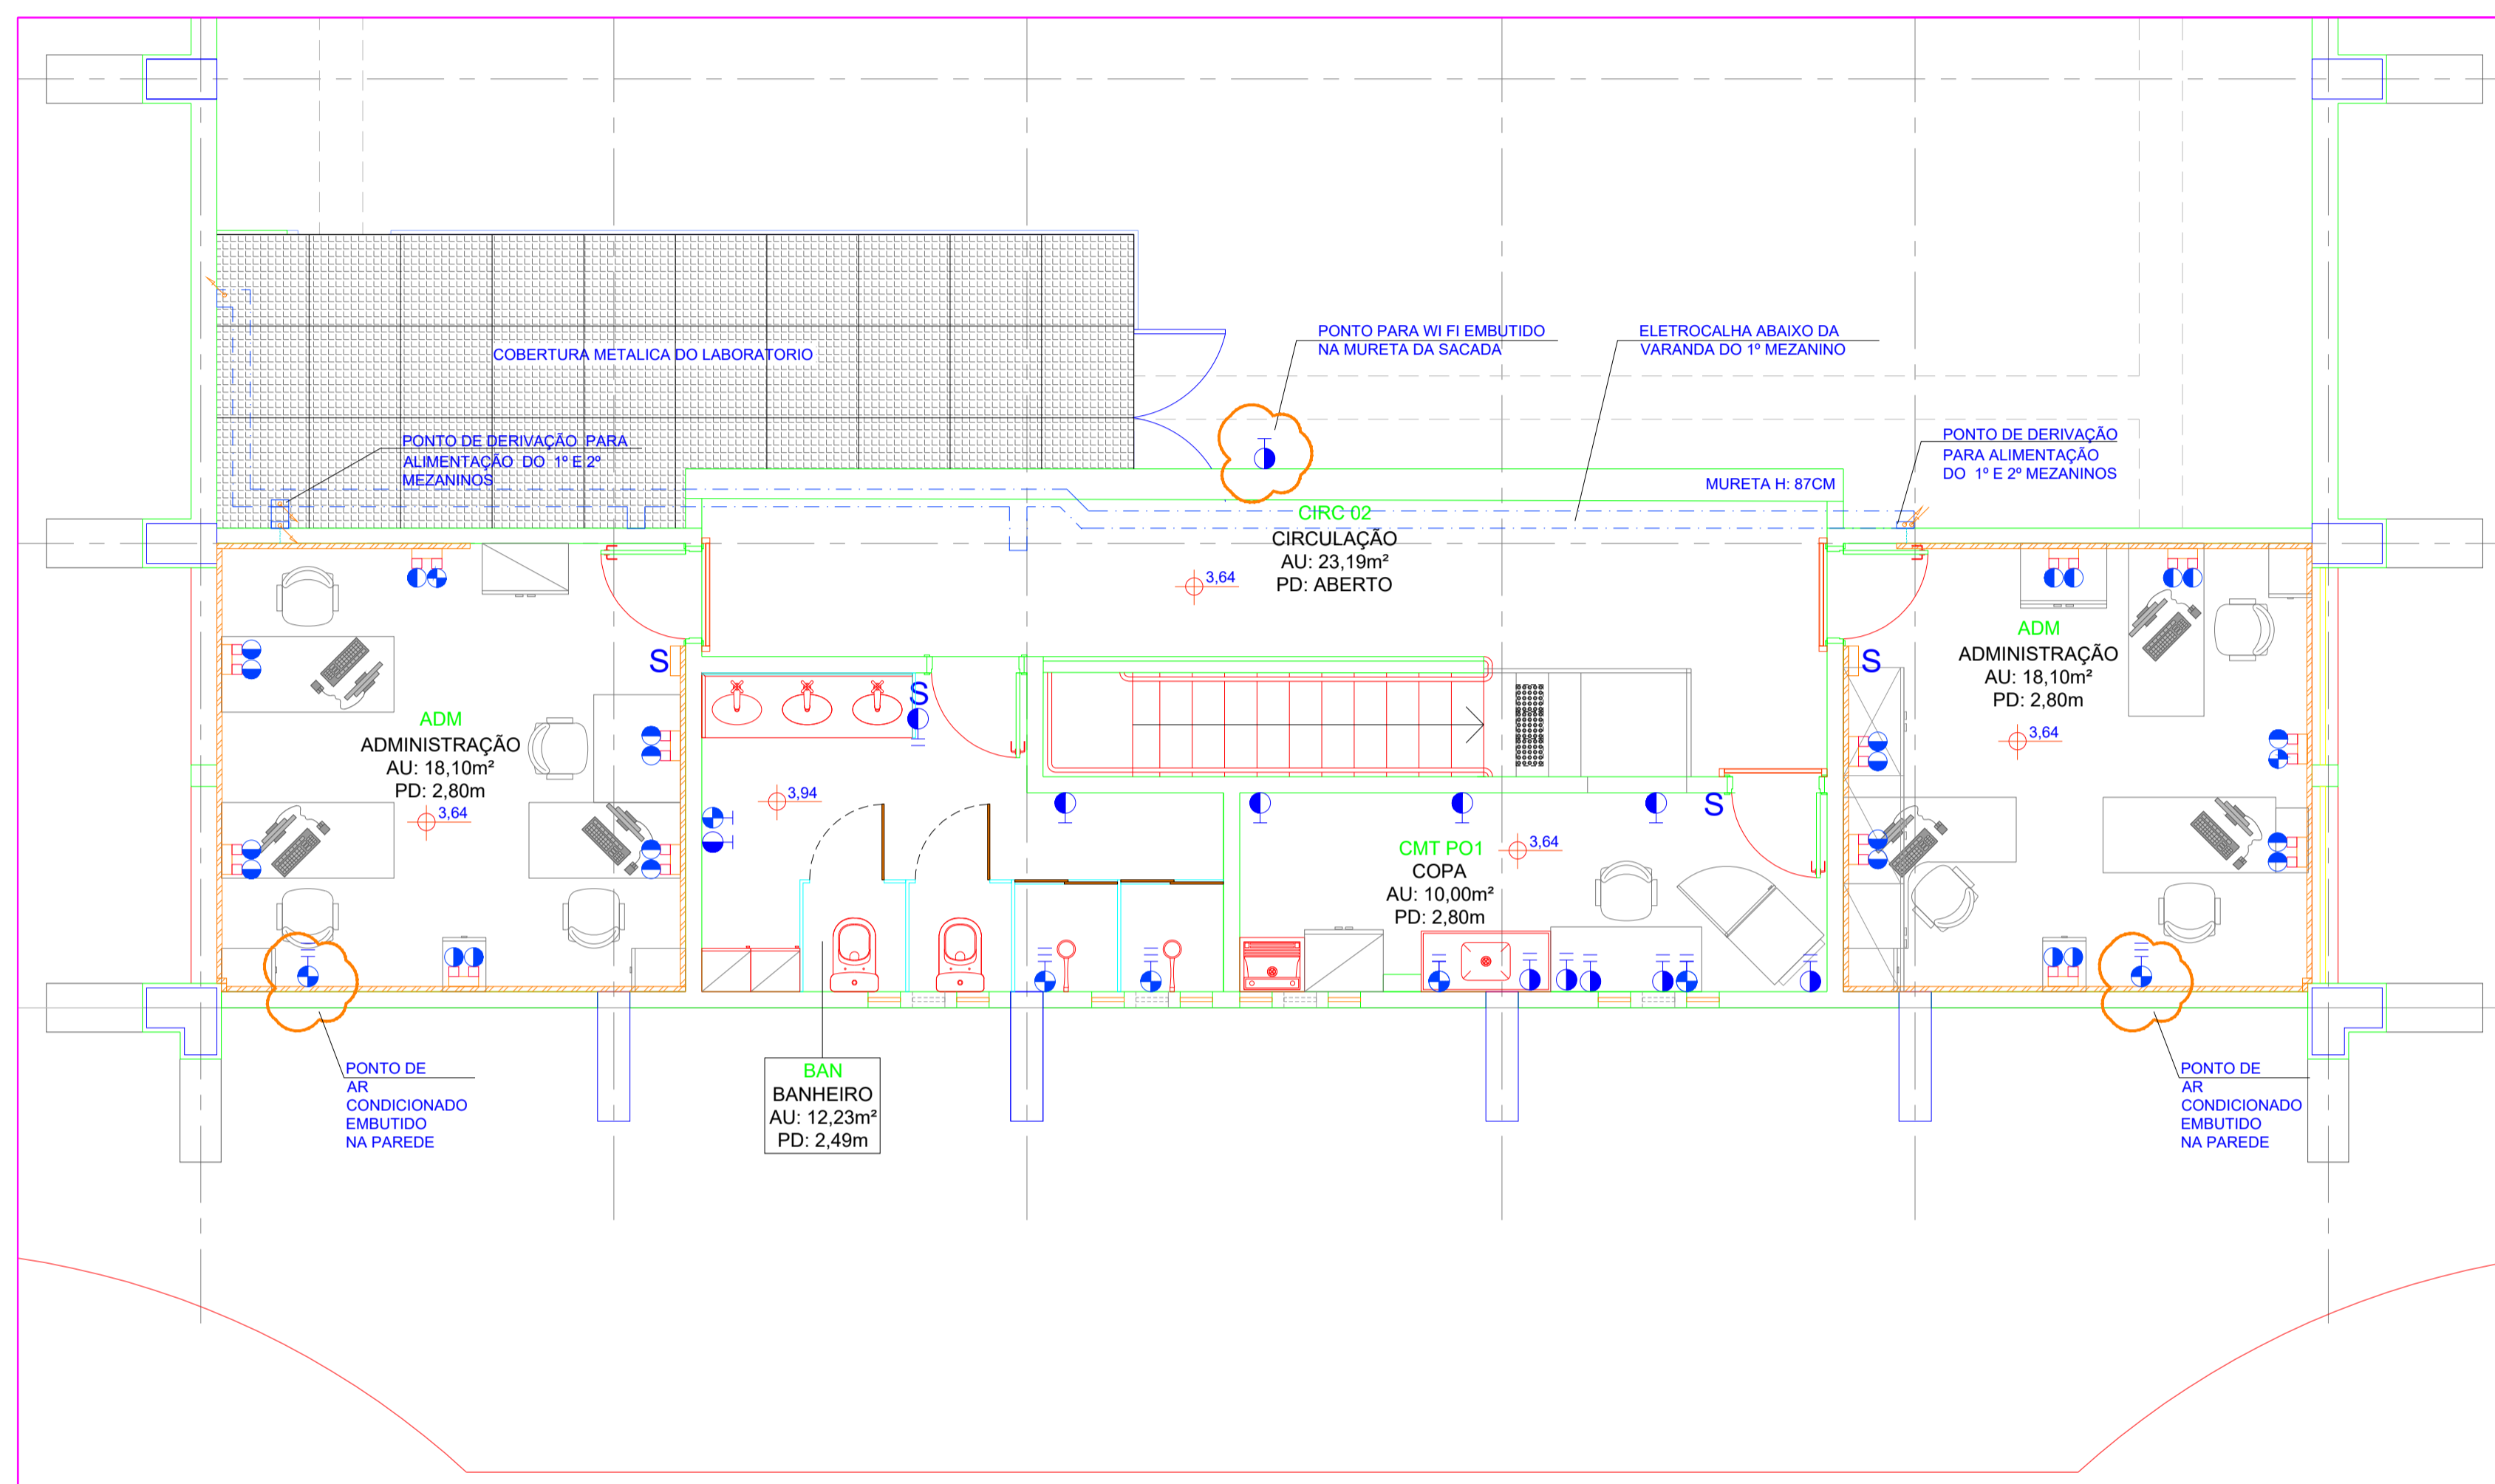 PONTO PARA WI FI EMBUTIDO
NA MURETA DA SACADA
ELETROCALHA ABAIXO DA
VARANDA DO 1º MEZANINO
COBERTURA METALICA DO LABORATORIO
PONTO DE DERIVAÇÃO PARA
ALIMENTAÇÃO DO 1º E 2º
MEZANINOS
PONTO DE DERIVAÇÃO
PARA ALIMENTAÇÃO
DO 1º E 2º MEZANINOS
MURETA H: 87CM
CIRC 02
CIRCULAÇÃO
AU: 23,19m²
PD: ABERTO
3,64
S
S
S
ADM
ADMINISTRAÇÃO
AU: 18,10m²
PD: 2,80m
3,64
ADM
ADMINISTRAÇÃO
AU: 18,10m²
PD: 2,80m
3,64
3,94
S
CMT PO1
COPA
AU: 10,00m²
PD: 2,80m
3,64
BAN
BANHEIRO
AU: 12,23m²
PD: 2,49m
PONTO DE
AR
CONDICIONADO
EMBUTIDO
NA PAREDE
PONTO DE
AR
CONDICIONADO
EMBUTIDO
NA PAREDE